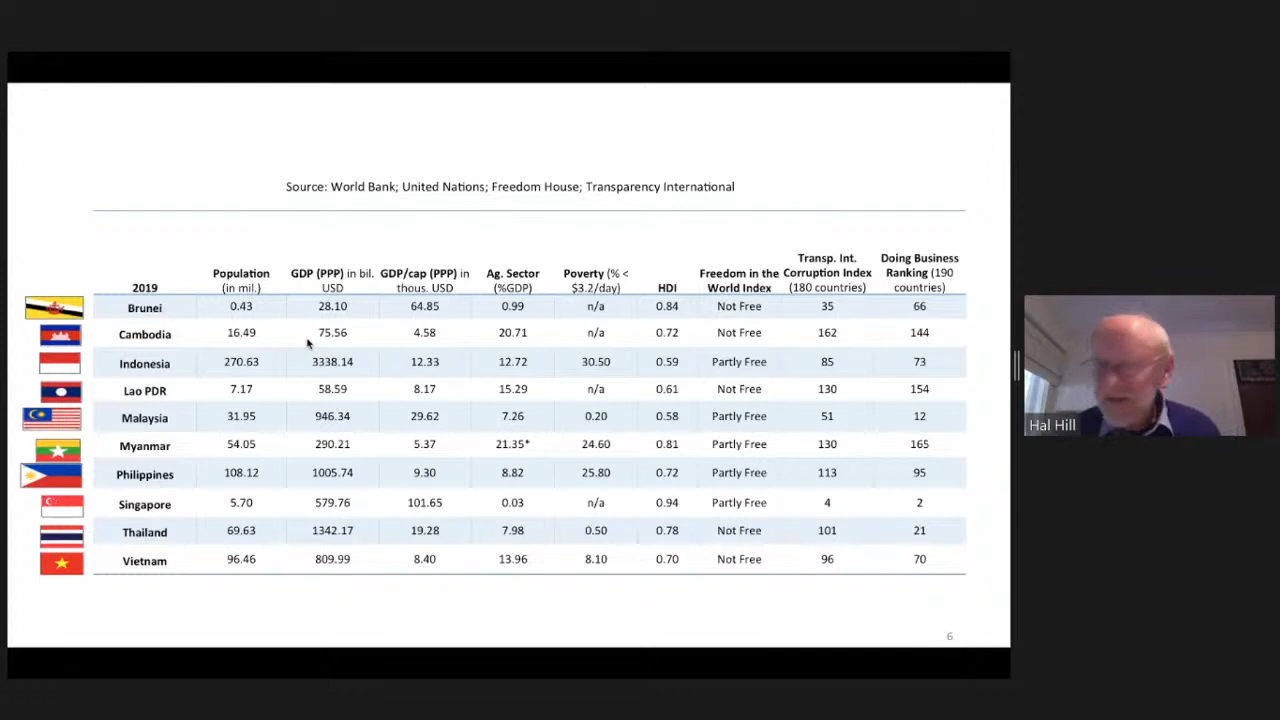 Source: World Bank; United Nations; Freedom House; Transparency International
2019 Population (in mil.) GDP (PPP) in bil. USD GDP/cap (PPP) in thous. USD Ag. Sector (%GDP) Poverty (% < $3.2/day) HDI Freedom in the World Index Transp. Int. Corruption Index (180 countries) Doing Business Ranking (190 countries)
Brunei 0.43 28.10 64.85 0.99 n/a 0.84 Not Free 35 66
Cambodia 16.49 75.56 4.58 20.71 n/a 0.72 Not Free 162 144
Indonesia 270.63 3338.14 12.33 12.72 30.50 0.59 Partly Free 85 73
Lao PDR 7.17 58.59 8.17 15.29 n/a 0.61 Not Free 130 154
Malaysia 31.95 946.34 29.62 7.26 0.20 0.58 Partly Free 51 12
Myanmar 54.05 290.21 5.37 21.35* 24.60 0.81 Partly Free 130 165
Philippines 108.12 1005.74 9.30 8.82 25.80 0.72 Partly Free 113 95
Singapore 5.70 579.76 101.65 0.03 n/a 0.94 Partly Free 4 2
Thailand 69.63 1342.17 19.28 7.98 0.50 0.78 Not Free 101 21
Vietnam 96.46 809.99 8.40 13.96 8.10 0.70 Not Free 96 70
6
Hal Hill